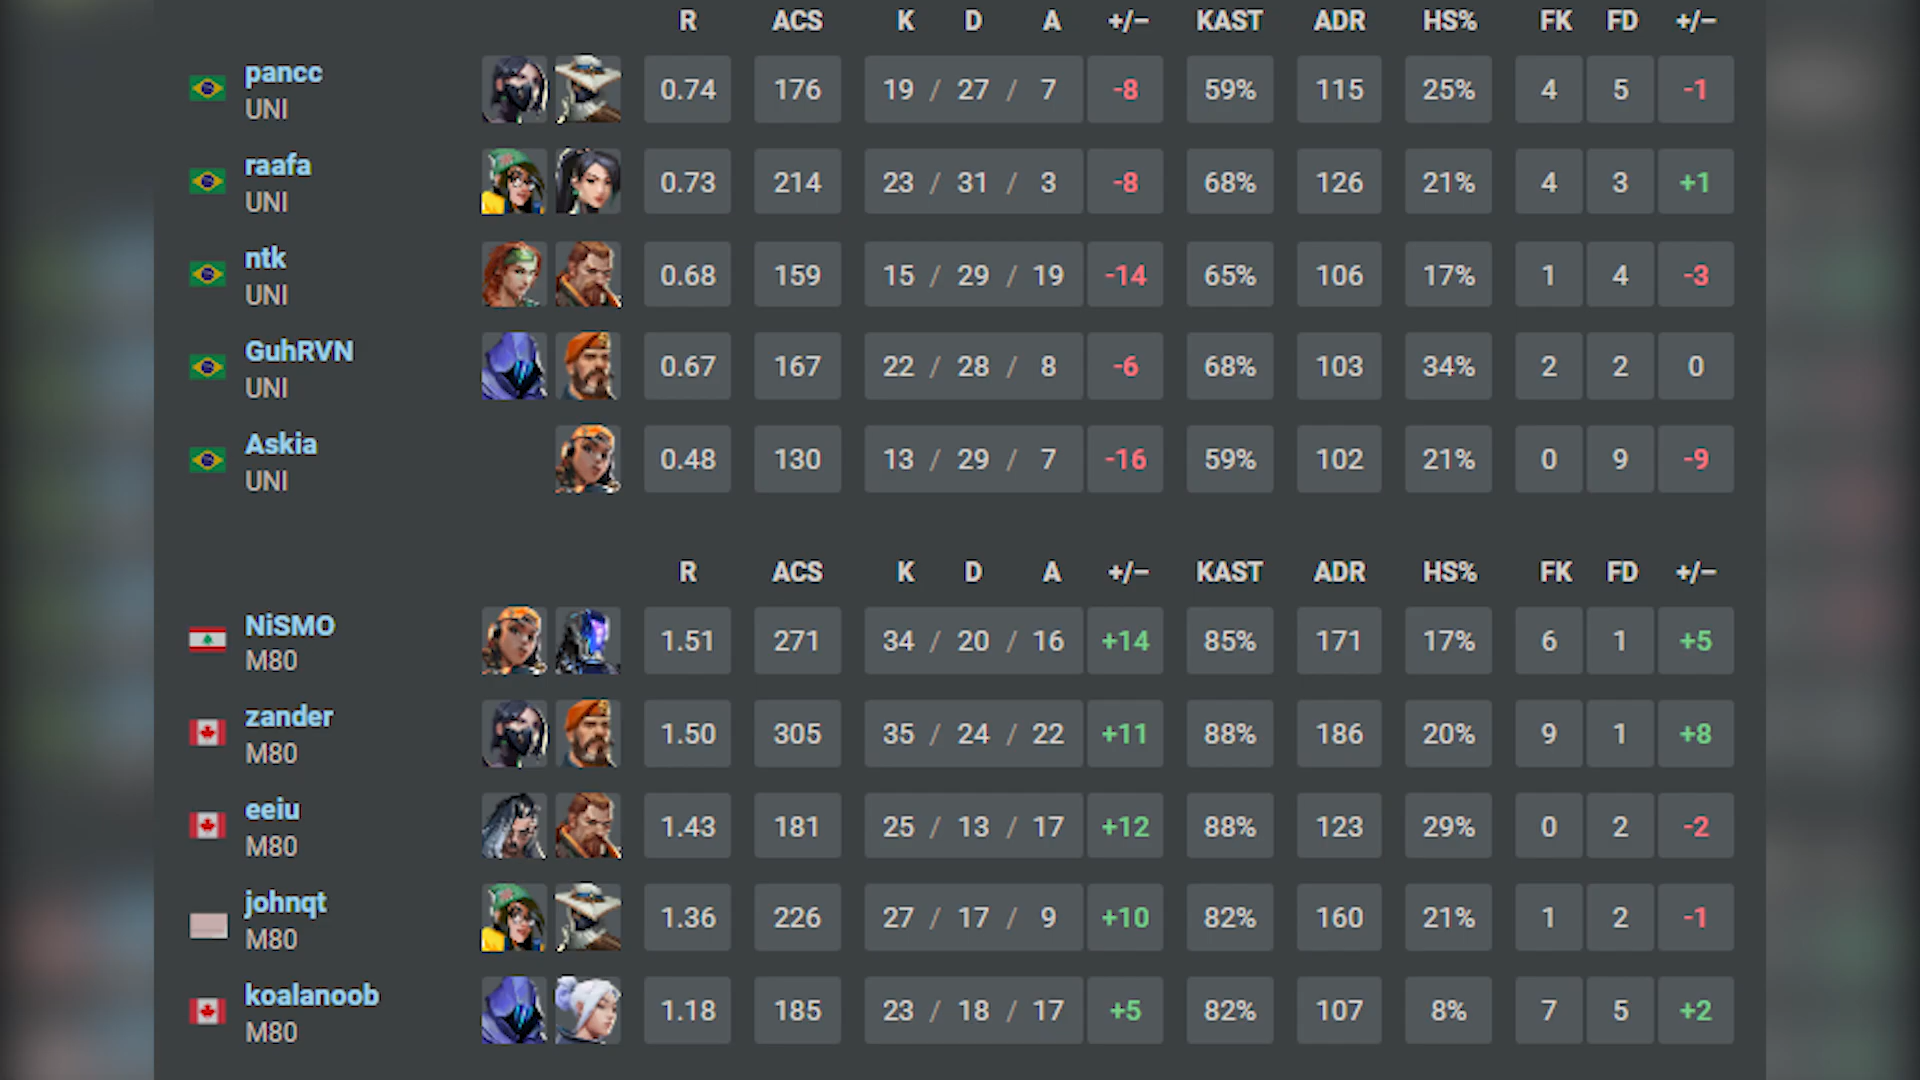 R ACS K D A +/− KAST ADR HS% FK FD +/−
pancc 0.74 176 19 / 27 / 7 -8 59% 115 25% 4 5 -1
UNI
raafa 0.73 214 23 / 31 / 3 -8 68% 126 21% 4 3 +1
UNI
ntk 0.68 159 15 / 29 / 19 -14 65% 106 17% 1 4 -3
UNI
GuhRVN 0.67 167 22 / 28 / 8 -6 68% 103 34% 2 2 0
UNI
Askia 0.48 130 13 / 29 / 7 -16 59% 102 21% 0 9 -9
UNI
R ACS K D A +/− KAST ADR HS% FK FD +/−
NiSMO 1.51 271 34 / 20 / 16 +14 85% 171 17% 6 1 +5
M80
zander 1.50 305 35 / 24 / 22 +11 88% 186 20% 9 1 +8
M80
eeiu 1.43 181 25 / 13 / 17 +12 88% 123 29% 0 2 -2
M80
johnqt 1.36 226 27 / 17 / 9 +10 82% 160 21% 1 2 -1
M80
koalanoob 1.18 185 23 / 18 / 17 +5 82% 107 8% 7 5 +2
M80